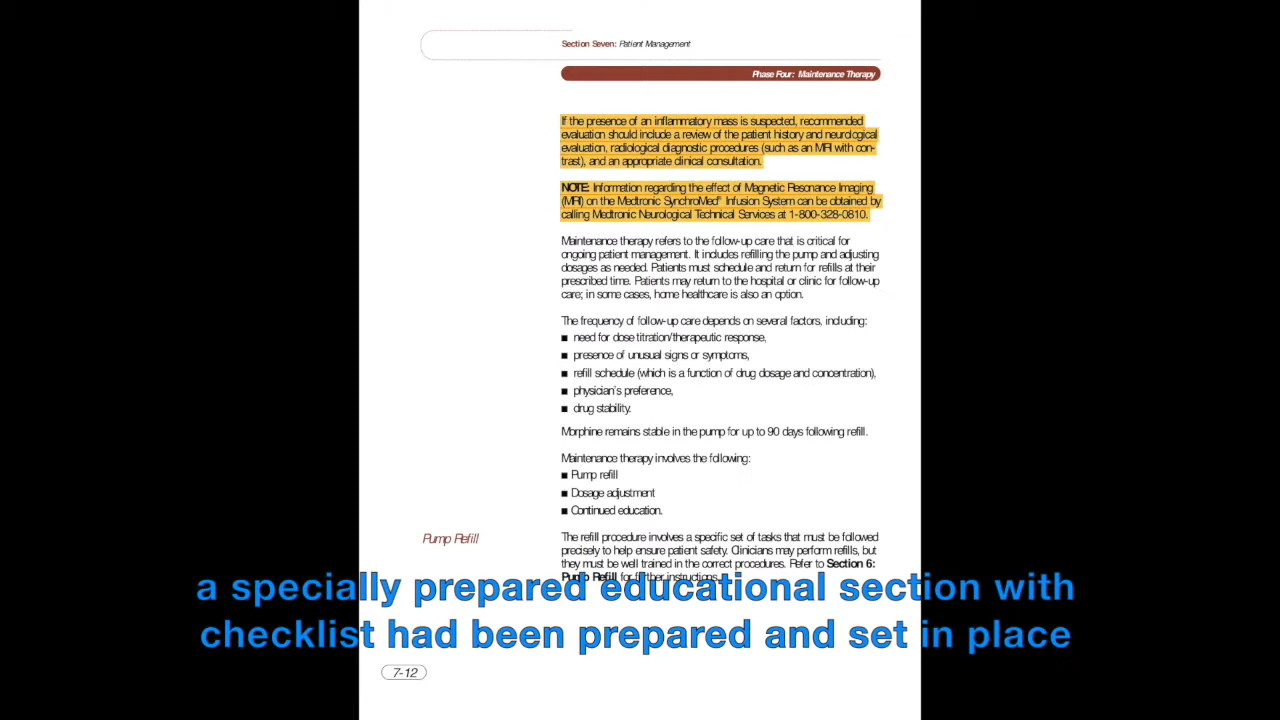 Section Seven: Patient Management
Phase Four: Maintenance Therapy
If the presence of an inflammatory mass is suspected, recommended
evaluation should include a review of the patient history and neurological
evaluation, radiological diagnostic procedures (such as an MRI with con-
trast), and an appropriate clinical consultation.
NOTE: Information regarding the effect of Magnetic Resonance Imaging
(MRI) on the Medtronic SynchroMed® Infusion System can be obtained by
calling Medtronic Neurological Technical Services at 1-800-328-0810.
Maintenance therapy refers to the follow-up care that is critical for
ongoing patient management. It includes refilling the pump and adjusting
dosages as needed. Patients must schedule and return for refills at their
prescribed time. Patients may return to the hospital or clinic for follow-up
care; in some cases, home healthcare is also an option.
The frequency of follow-up care depends on several factors, including:
■ need for dose titration/therapeutic response,
■ presence of unusual signs or symptoms,
■ refill schedule (which is a function of drug dosage and concentration),
■ physician's preference,
■ drug stability.
Morphine remains stable in the pump for up to 90 days following refill.
Maintenance therapy involves the following:
■ Pump refill
■ Dosage adjustment
■ Continued education.
Pump Refill
The refill procedure involves a specific set of tasks that must be followed
precisely to help ensure patient safety. Clinicians may perform refills, but
they must be well trained in the correct procedures. Refer to Section 6:
Pump Refill for further instructions.
a specially prepared educational section with
checklist had been prepared and set in place
7-12